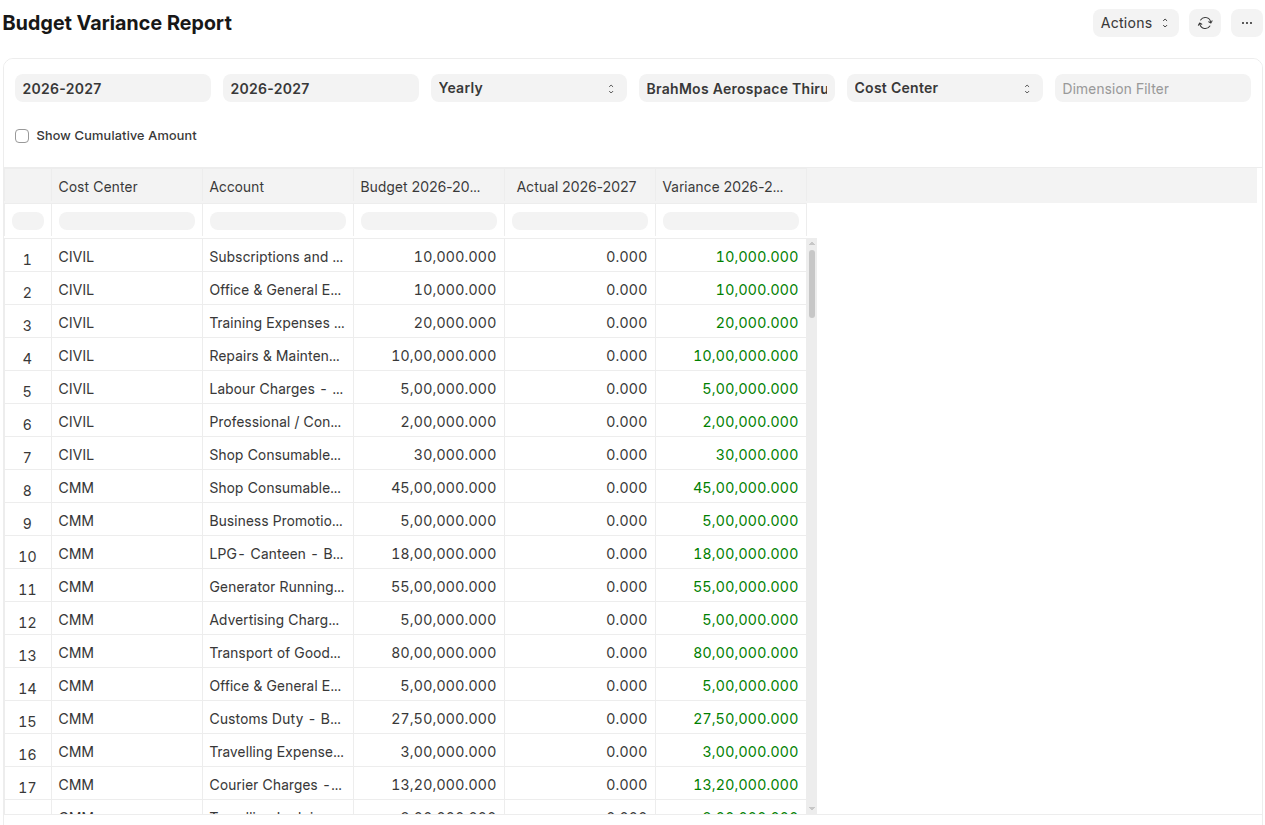 Budget Variance Report
Actions
2026-2027 2026-2027 Yearly BrahMos Aerospace Thiru Cost Center Dimension Filter
Show Cumulative Amount
Cost Center Account Budget 2026-20... Actual 2026-2027 Variance 2026-2...
1 CIVIL Subscriptions and ... 10,000.000 0.000 10,000.000
2 CIVIL Office & General E... 10,000.000 0.000 10,000.000
3 CIVIL Training Expenses ... 20,000.000 0.000 20,000.000
4 CIVIL Repairs & Mainten... 10,00,000.000 0.000 10,00,000.000
5 CIVIL Labour Charges - ... 5,00,000.000 0.000 5,00,000.000
6 CIVIL Professional / Con... 2,00,000.000 0.000 2,00,000.000
7 CIVIL Shop Consumable... 30,000.000 0.000 30,000.000
8 CMM Shop Consumable... 45,00,000.000 0.000 45,00,000.000
9 CMM Business Promotio... 5,00,000.000 0.000 5,00,000.000
10 CMM LPG- Canteen - B... 18,00,000.000 0.000 18,00,000.000
11 CMM Generator Running... 55,00,000.000 0.000 55,00,000.000
12 CMM Advertising Charg... 5,00,000.000 0.000 5,00,000.000
13 CMM Transport of Good... 80,00,000.000 0.000 80,00,000.000
14 CMM Office & General E... 5,00,000.000 0.000 5,00,000.000
15 CMM Customs Duty - B... 27,50,000.000 0.000 27,50,000.000
16 CMM Travelling Expense... 3,00,000.000 0.000 3,00,000.000
17 CMM Courier Charges -... 13,20,000.000 0.000 13,20,000.000